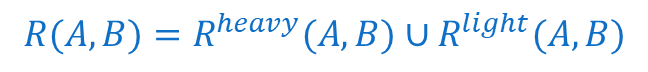 R(A, B) = R^heavy(A, B) ∪ R^light(A, B)